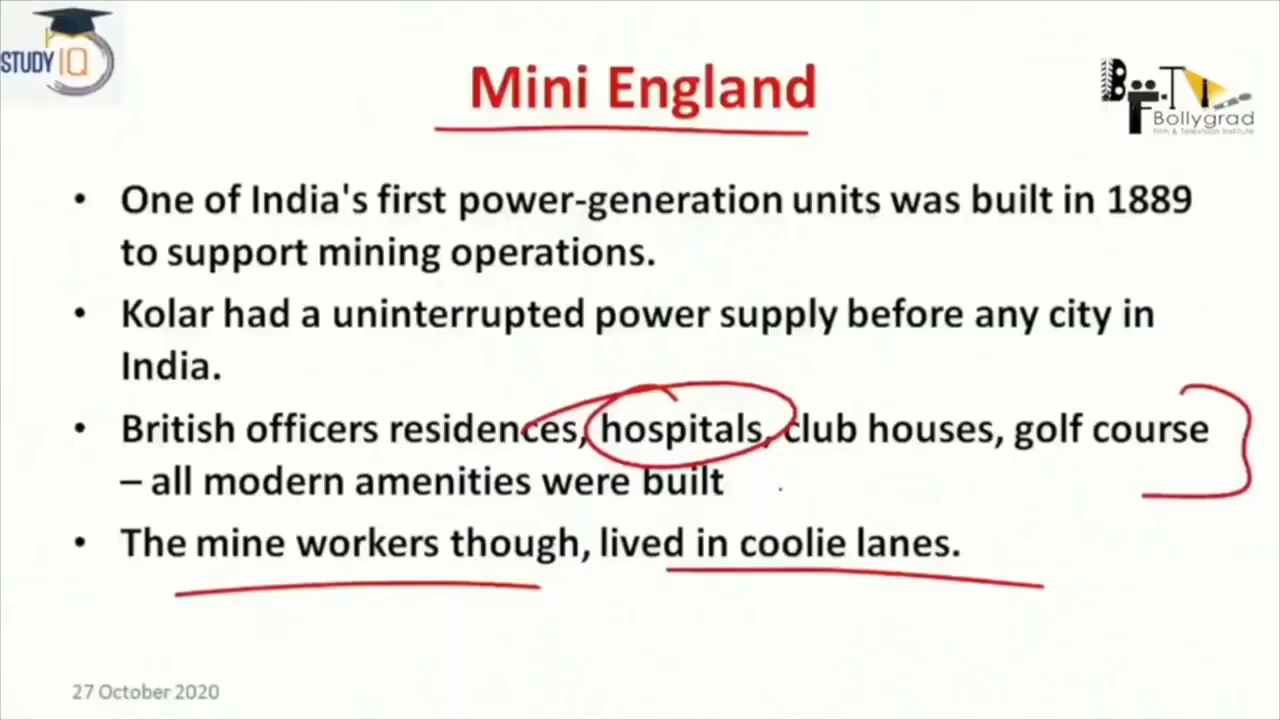 STUDY IQ
Mini England
BFTI
Bollygrad
Film & Television Institute
• One of India's first power-generation units was built in 1889
to support mining operations.
• Kolar had a uninterrupted power supply before any city in
India.
• British officers residences, hospitals, club houses, golf course
– all modern amenities were built
• The mine workers though, lived in coolie lanes.
27 October 2020